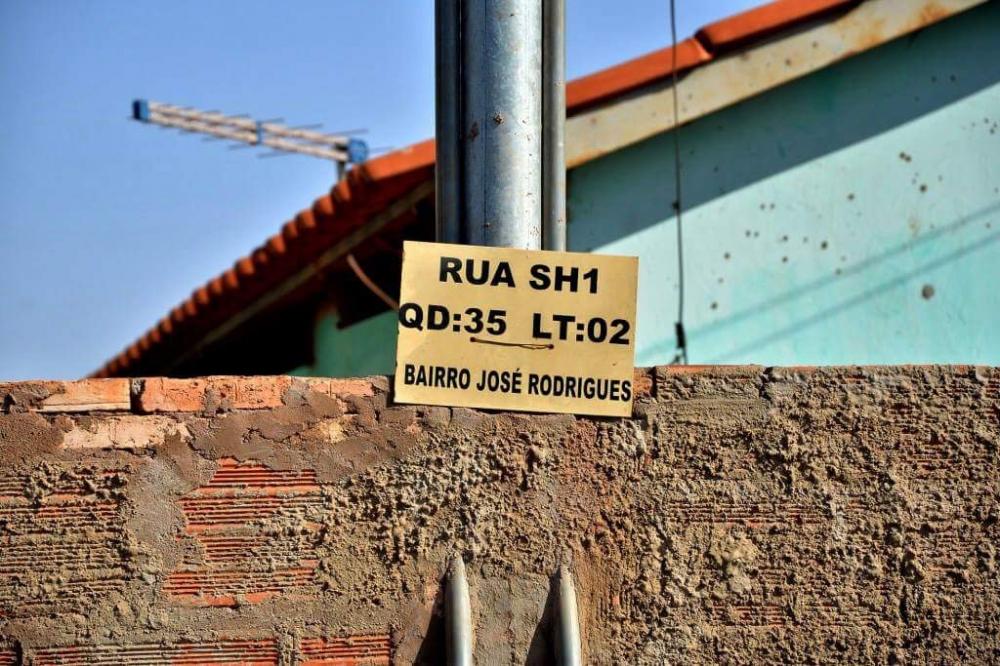 RUA SH1
QD:35 LT:02
BAIRRO JOSÉ RODRIGUES